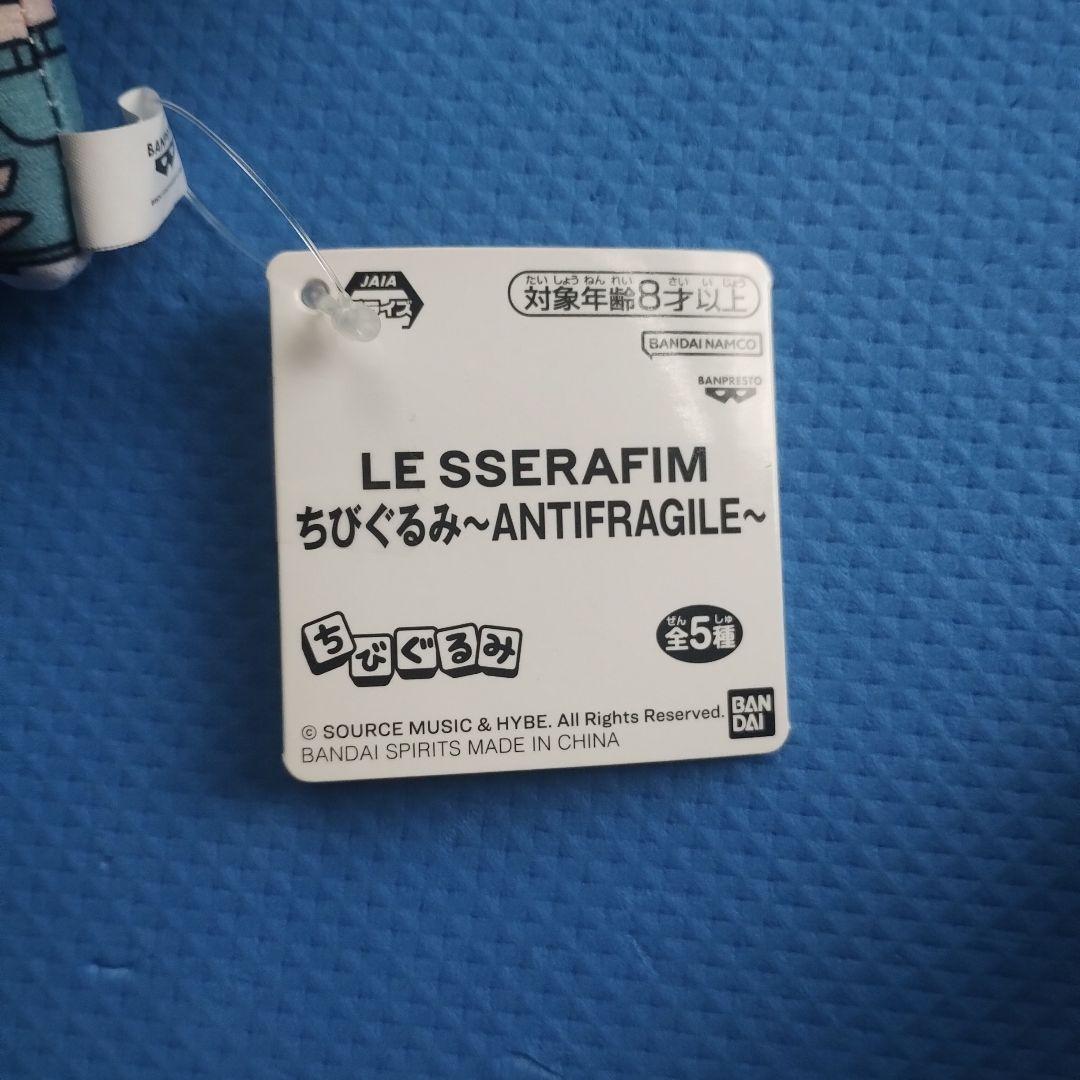 JAIA
対象年齢8才以上
たいしょうねんれい さいいじょう
BANDAI NAMCO
BANPRESTO
LE SSERAFIM
ちびぐるみ~ANTIFRAGILE~
ちびぐるみ
ぜん しゅ
全5種
© SOURCE MUSIC & HYBE. All Rights Reserved.
BANDAI SPIRITS MADE IN CHINA
BAN
DAI